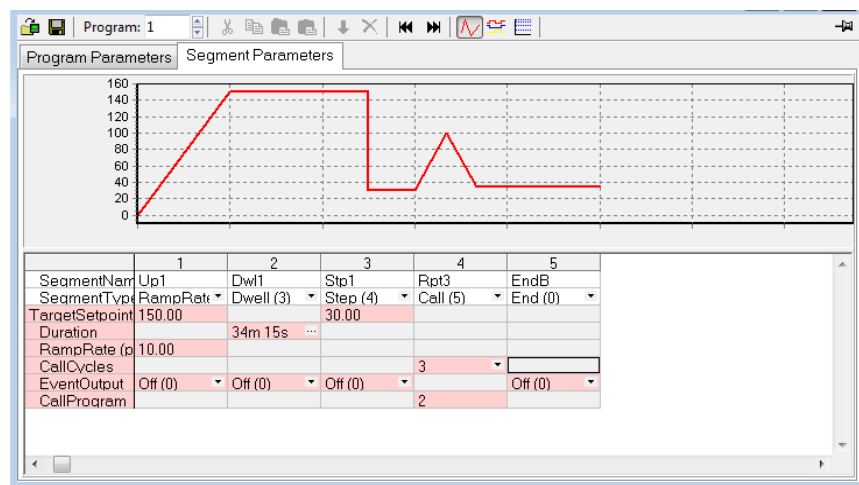 Program: 1
Program Parameters Segment Parameters
160
140
120
100
80
60
40
20
0
1 2 3 4 5
SegmentNam Up1 Dwl1 Stp1 Rpt3 EndB
SegmentType RampRate Dwell (3) Step (4) Call (5) End (0)
TargetSetpoint 150.00 30.00
Duration 34m 15s ...
RampRate (p 10.00
CallCycles 3
EventOutput Off (0) Off (0) Off (0) Off (0)
CallProgram 2